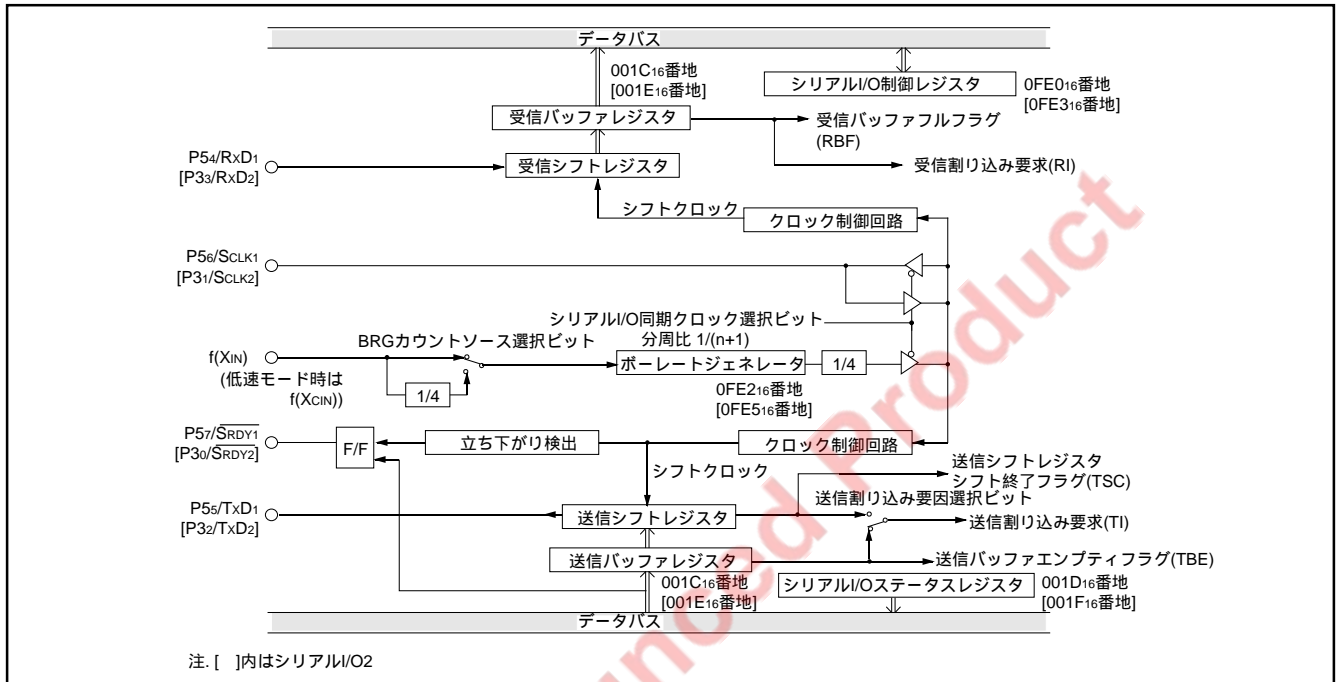 データバス
001C16番地
[001E16番地]
シリアルI/O制御レジスタ
0FE016番地
[0FE316番地]
受信バッファレジスタ
受信バッファフルフラグ
(RBF)
P54/RXD1
[P33/RXD2]
受信シフトレジスタ
受信割り込み要求(RI)
シフトクロック
クロック制御回路
P56/SCLK1
[P31/SCLK2]
シリアルI/O同期クロック選択ビット
BRGカウントソース選択ビット
分周比 1/(n+1)
f(XIN)
(低速モード時は
f(XCIN))
1/4
ボーレートジェネレータ
1/4
0FE216番地
[0FE516番地]
P57/SRDY1
[P30/SRDY2]
F/F
立ち下がり検出
クロック制御回路
シフトクロック
送信シフトレジスタ
シフト終了フラグ(TSC)
送信割り込み要因選択ビット
P55/TXD1
[P32/TXD2]
送信シフトレジスタ
送信割り込み要求(TI)
送信バッファレジスタ
送信バッファエンプティフラグ(TBE)
001C16番地
[001E16番地]
シリアルI/Oステータスレジスタ
001D16番地
[001F16番地]
データバス
注. [ ]内はシリアルI/O2
unced Product